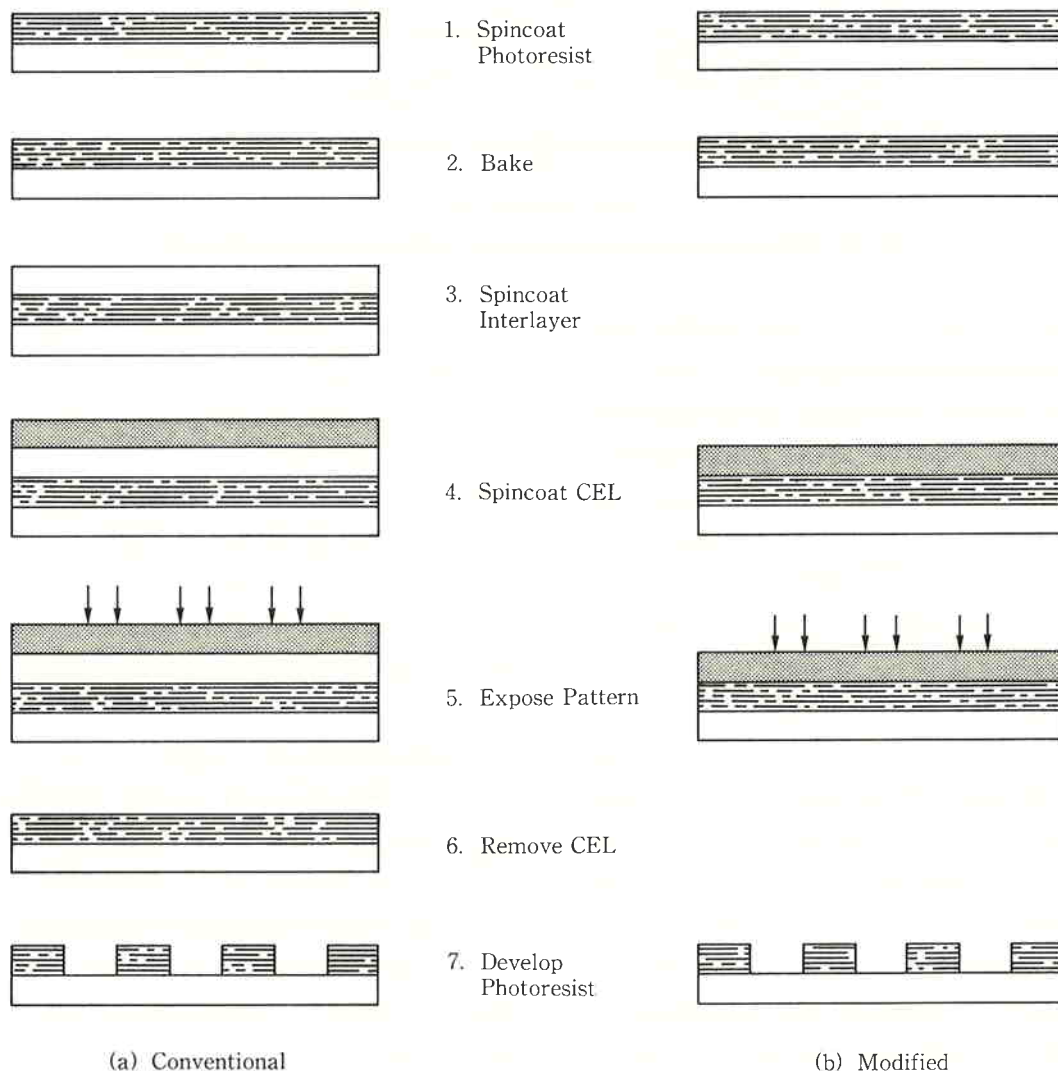 1. Spincoat
Photoresist
2. Bake
3. Spincoat
Interlayer
4. Spincoat CEL
5. Expose Pattern
6. Remove CEL
7. Develop
Photoresist
(a) Conventional
(b) Modified